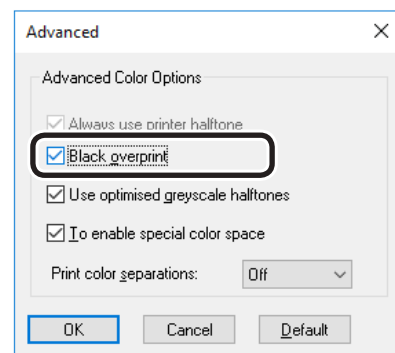 Advanced
Advanced Color Options
Always use printer halftone
Black overprint
Use optimised greyscale halftones
To enable special color space
Print color separations: Off
OK Cancel Default